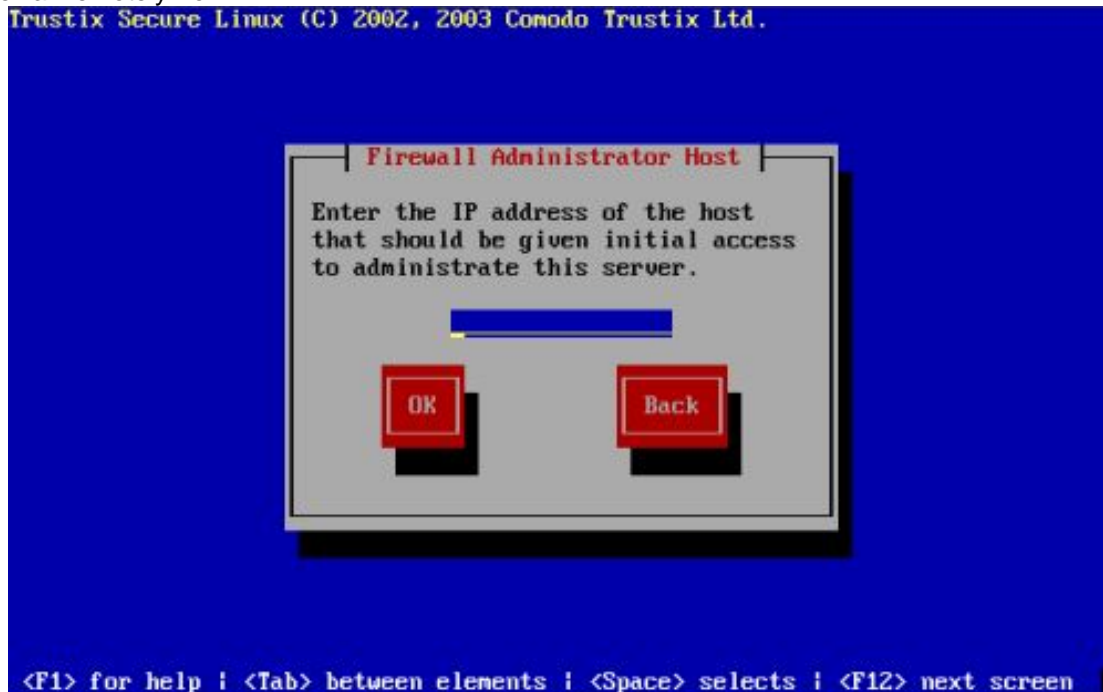 Trustix Secure Linux (C) 2002, 2003 Comodo Trustix Ltd.
Firewall Administrator Host
Enter the IP address of the host
that should be given initial access
to administrate this server.
OK
Back
<F1> for help | <Tab> between elements | <Space> selects | <F12> next screen